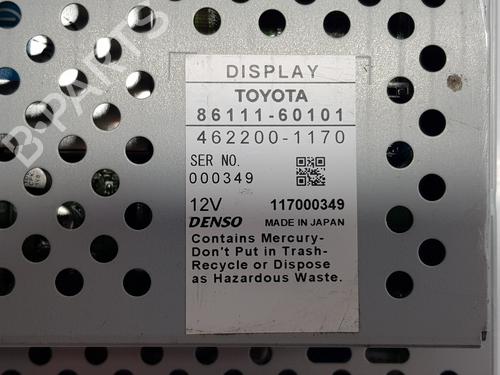 DISPLAY
TOYOTA
86111-60101
462200-1170
SER NO.
000349
12V 117000349
DENSO MADE IN JAPAN
Contains Mercury-
Don't Put in Trash-
Recycle or Dispose
as Hazardous Waste.
B-PARTS